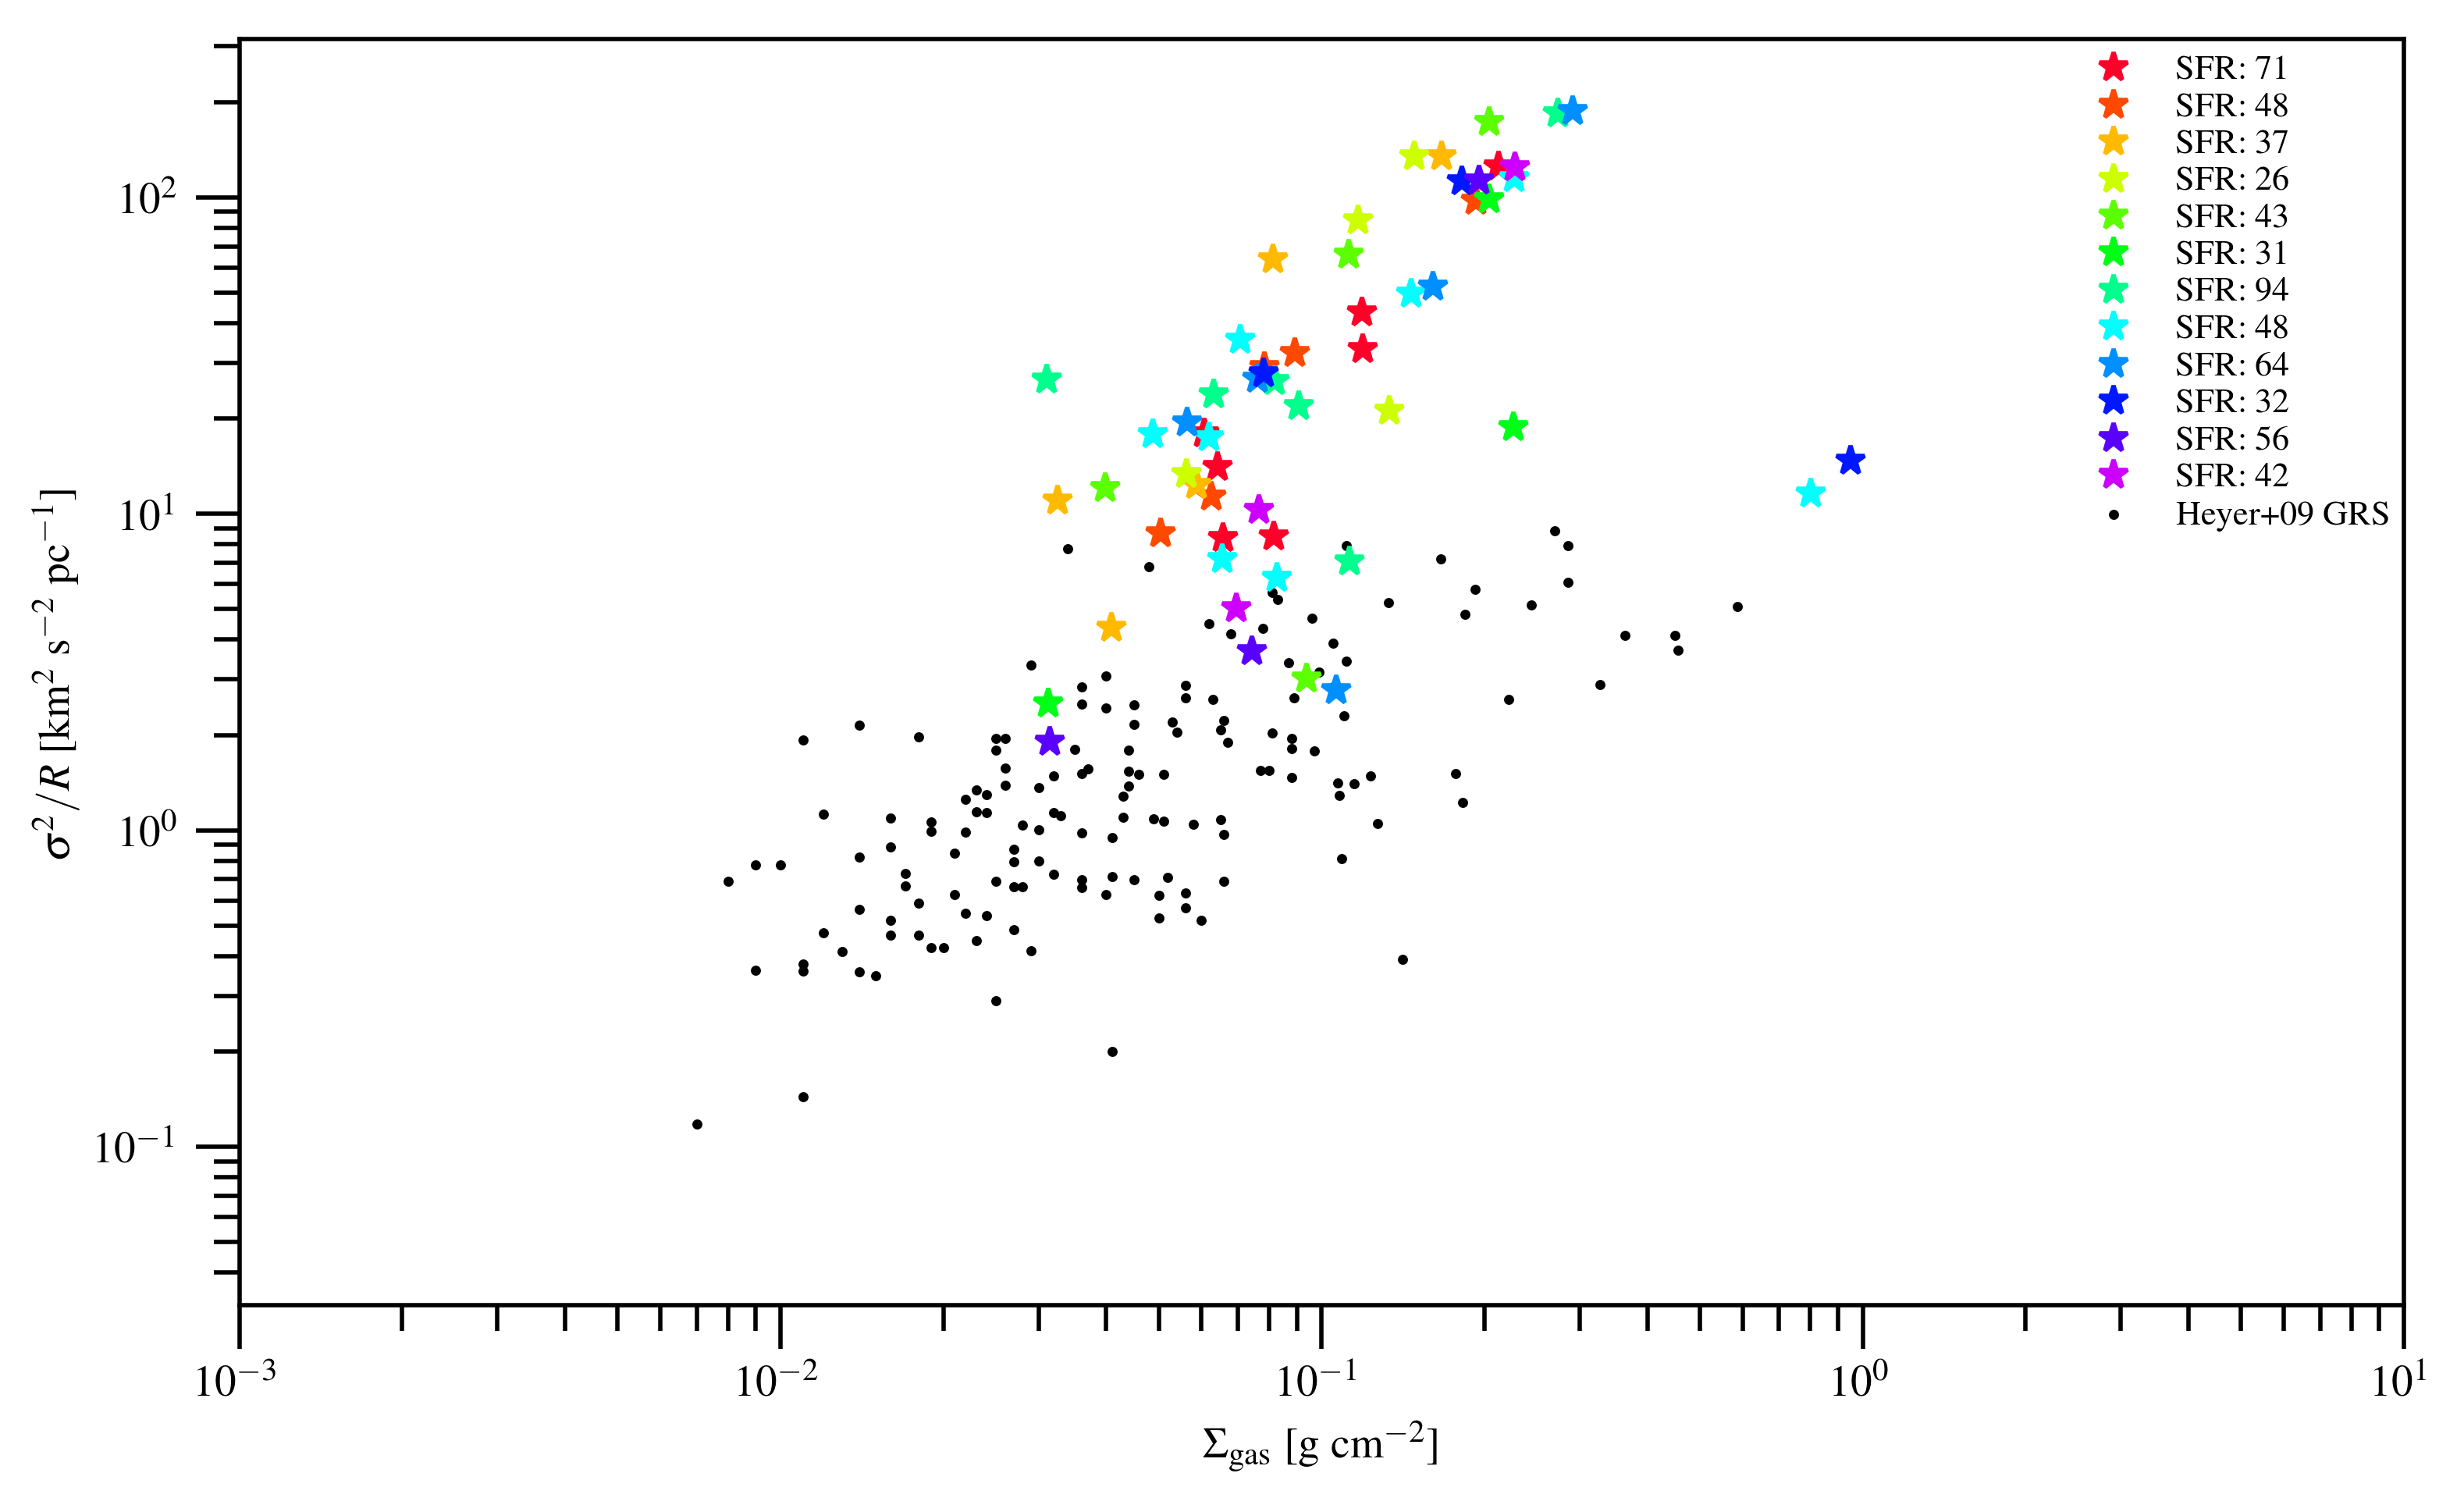 SFR: 71
SFR: 48
SFR: 37
SFR: 26
SFR: 43
SFR: 31
SFR: 94
SFR: 48
SFR: 64
SFR: 32
SFR: 56
SFR: 42
Heyer+09 GRS
10²
10¹
10⁰
10⁻¹
σ²/R [km² s⁻² pc⁻¹]
10⁻³ 10⁻² 10⁻¹ 10⁰ 10¹
Σgas [g cm⁻²]